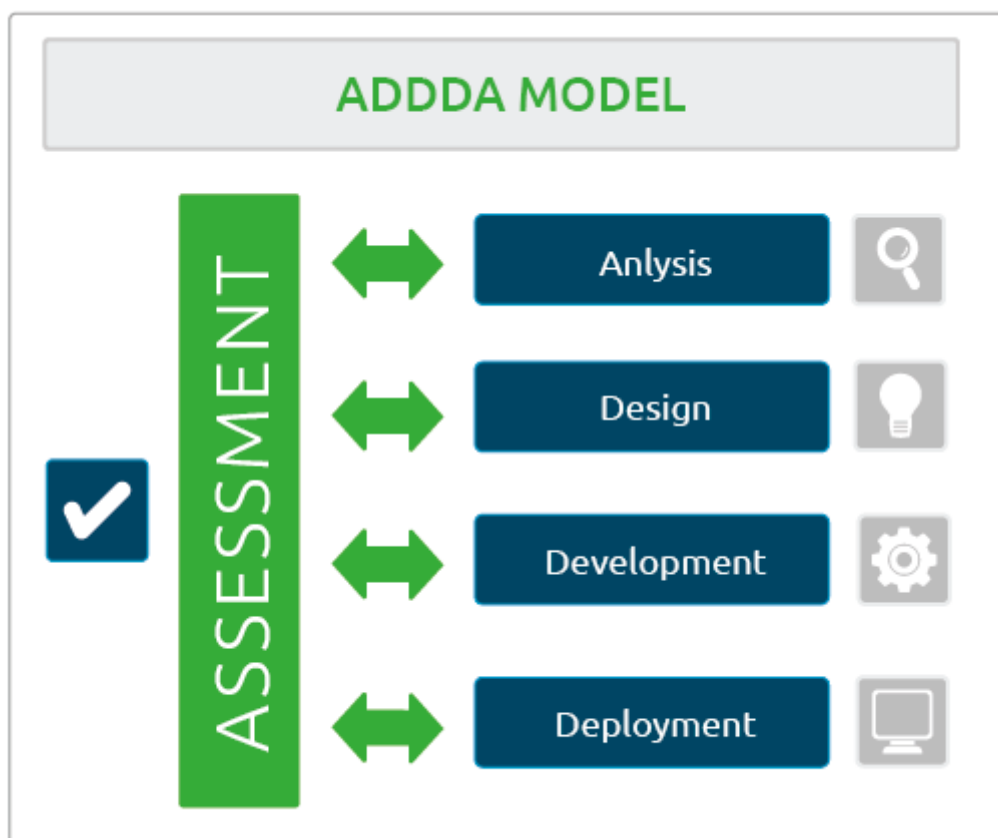 ADDDA MODEL
ASSESSMENT
Anlysis
Design
Development
Deployment